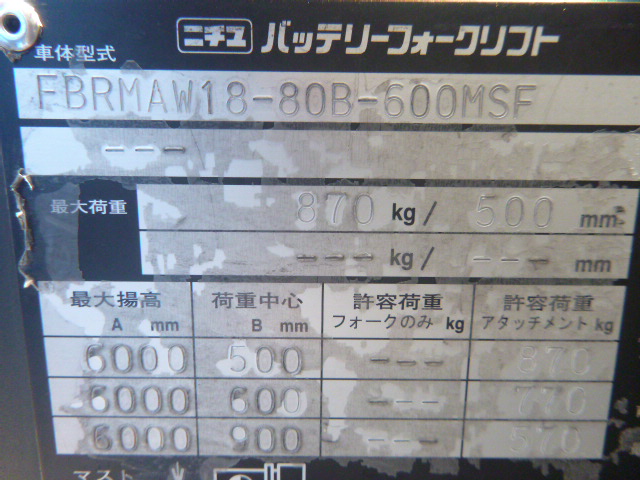 ニチユ バッテリーフォークリフト
車体型式
FBRMAW18-80B-600MSF
---
最大荷重 870 kg/ 500 mm
--- kg/ --- mm
最大揚高 荷重中心 許容荷重 許容荷重
A mm B mm フォークのみ kg アタッチメント kg
6000 500 --- 870
6000 600 --- 770
6000 900 --- 570
マスト